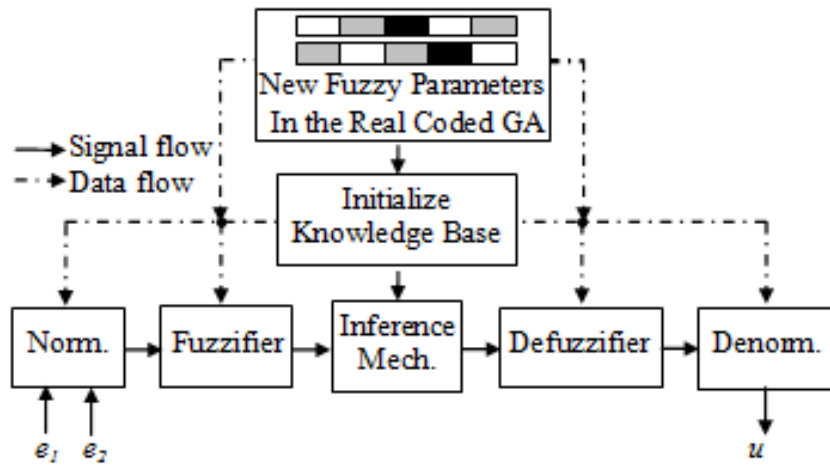 New Fuzzy Parameters
In the Real Coded GA
Signal flow
Data flow
Initialize
Knowledge Base
Norm.
Fuzzifier
Inference
Mech.
Defuzzifier
Denorm.
e1
e2
u